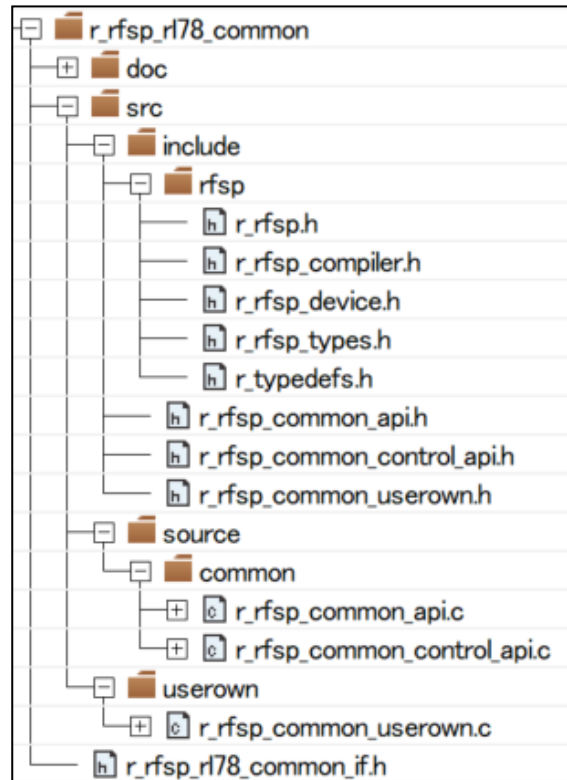 r_rfsp_rl78_common
doc
src
include
rfsp
r_rfsp.h
r_rfsp_compiler.h
r_rfsp_device.h
r_rfsp_types.h
r_typedefs.h
r_rfsp_common_api.h
r_rfsp_common_control_api.h
r_rfsp_common_userown.h
source
common
r_rfsp_common_api.c
r_rfsp_common_control_api.c
userown
r_rfsp_common_userown.c
r_rfsp_rl78_common_if.h